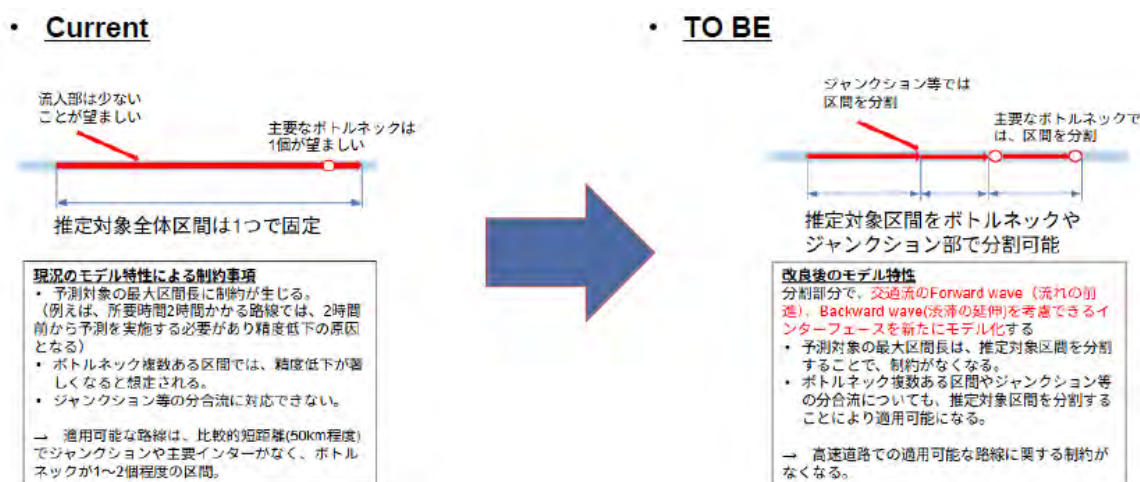 • Current
流入部は少ない
ことが望ましい
主要なボトルネックは
1個が望ましい
推定対象全体区間は1つで固定
現況のモデル特性による制約事項
• 予測対象の最大区間長に制約が生じる。
(例えば、所要時間2時間かかる路線では、2時間
前から予測を実施する必要があり精度低下の原因
となる)
• ボトルネック複数ある区間では、精度低下が著
しくなると想定される。
• ジャンクション等の分合流に対応できない。
→ 適用可能な路線は、比較的短距離(50km程度)
でジャンクションや主要インターがなく、ボトル
ネックが1～2個程度の区間。
• TO BE
ジャンクション等では
区間を分割
主要なボトルネックで
は、区間を分割
推定対象区間をボトルネックや
ジャンクション部で分割可能
改良後のモデル特性
分割部分で、交通流のForward wave（流れの前
進）、Backward wave(渋滞の延伸)を考慮できるイ
ンターフェースを新たにモデル化する
• 予測対象の最大区間長は、推定対象区間を分割
することで、制約がなくなる。
• ボトルネック複数ある区間やジャンクション等
の分合流についても、推定対象区間を分割する
ことにより適用可能になる。
→ 高速道路での適用可能な路線に関する制約が
なくなる。